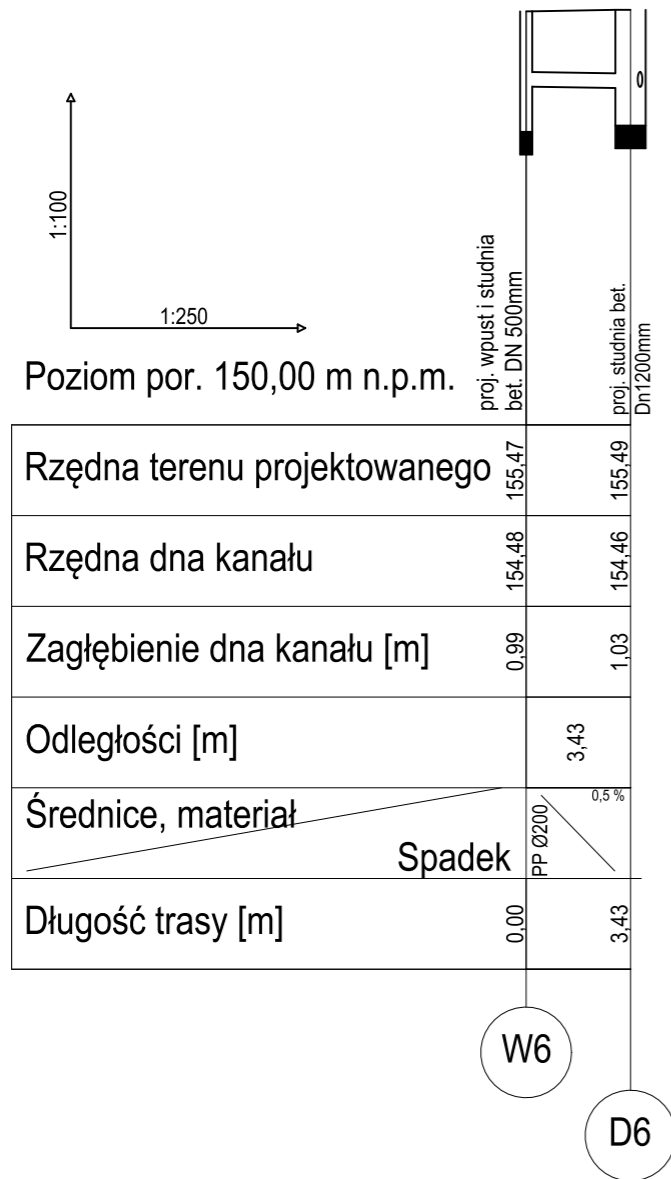 1:100
1:250
proj. wpust i studnia
bet. DN 500mm
proj. studnia bet.
Dn1200mm
Poziom por. 150,00 m n.p.m.
Rzędna terenu projektowanego 155,47 155,49
Rzędna dna kanału 154,48 154,46
Zagłębienie dna kanału [m] 0,99 1,03
Odległości [m] 3,43
Średnice, materiał
Spadek
PP Ø200
0,5 %
Długość trasy [m] 0,00 3,43
W6
D6